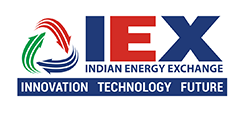 IEX
INDIAN ENERGY EXCHANGE
INNOVATION TECHNOLOGY FUTURE